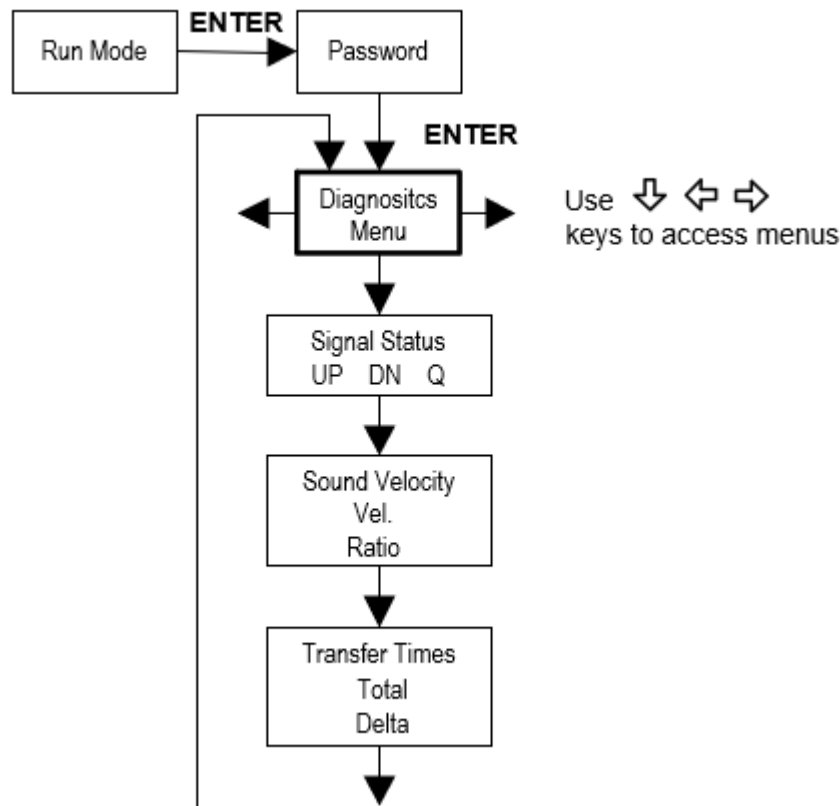 ENTER
Run Mode
Password
ENTER
Diagnositcs
Menu
Use
keys to access menus
Signal Status
UP DN Q
Sound Velocity
Vel.
Ratio
Transfer Times
Total
Delta